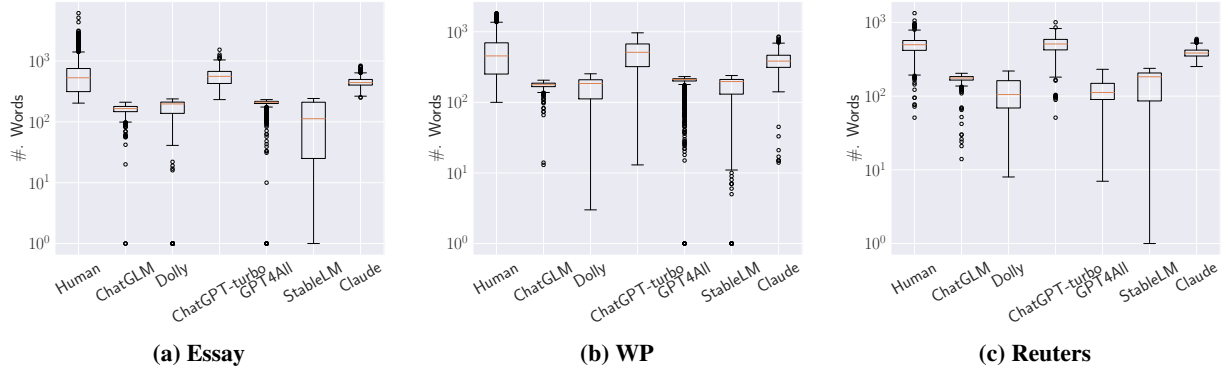 #. Words
10^3
10^2
10^1
10^0
Human
ChatGLM
Dolly
ChatGPT-turbo
GPT4All
StableLM
Claude
(a) Essay
#. Words
10^3
10^2
10^1
10^0
Human
ChatGLM
Dolly
ChatGPT-turbo
GPT4All
StableLM
Claude
(b) WP
#. Words
10^3
10^2
10^1
10^0
Human
ChatGLM
Dolly
ChatGPT-turbo
GPT4All
StableLM
Claude
(c) Reuters